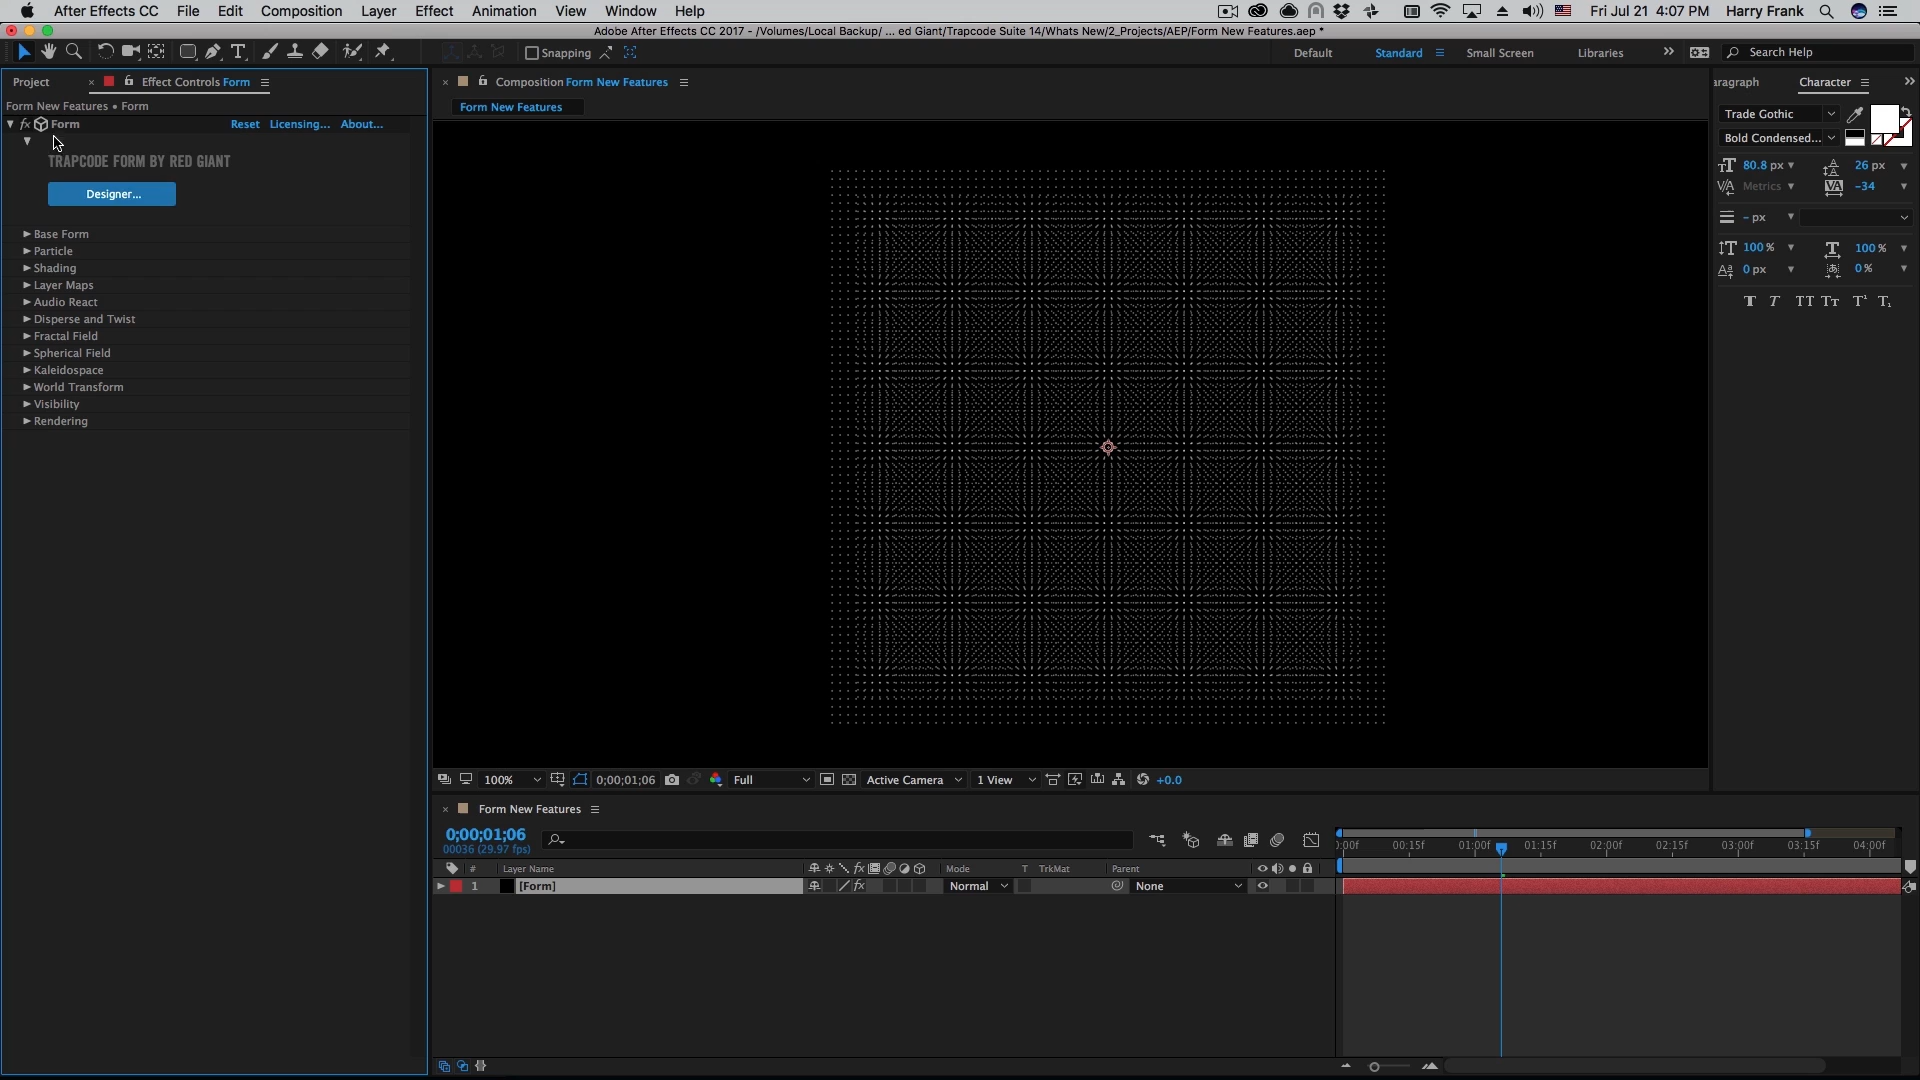 After Effects CC File Edit Composition Layer Effect Animation View Window Help Fri Jul 21 4:07 PM Harry Frank
Adobe After Effects CC 2017 - /Volumes/Local Backup/ ... ed Giant/Trapcode Suite 14/Whats New/2_Projects/AEP/Form New Features.aep *
Snapping Default Standard Small Screen Libraries Search Help
Project Effect Controls Form
Composition Form New Features
aragraph Character
Form New Features • Form
Form New Features
fx Form Reset Licensing... About...
TRAPCODE FORM BY RED GIANT
Designer...
Base Form
Particle
Shading
Layer Maps
Audio React
Disperse and Twist
Fractal Field
Spherical Field
Kaleidospace
World Transform
Visibility
Rendering
Trade Gothic
Bold Condensed...
80.8 px 26 px
Metrics -34
- px
100 % 100 %
0 px 0 %
T T TT Tr T¹ T₁
100% 0;00;01;06 Full Active Camera 1 View +0.0
Form New Features
0;00;01;06
00036 (29.97 fps)
00f 00:15f 01:00f 01:15f 02:00f 02:15f 03:00f 03:15f 04:00f
# Layer Name fx Mode T TrkMat Parent
1 [Form] fx Normal None